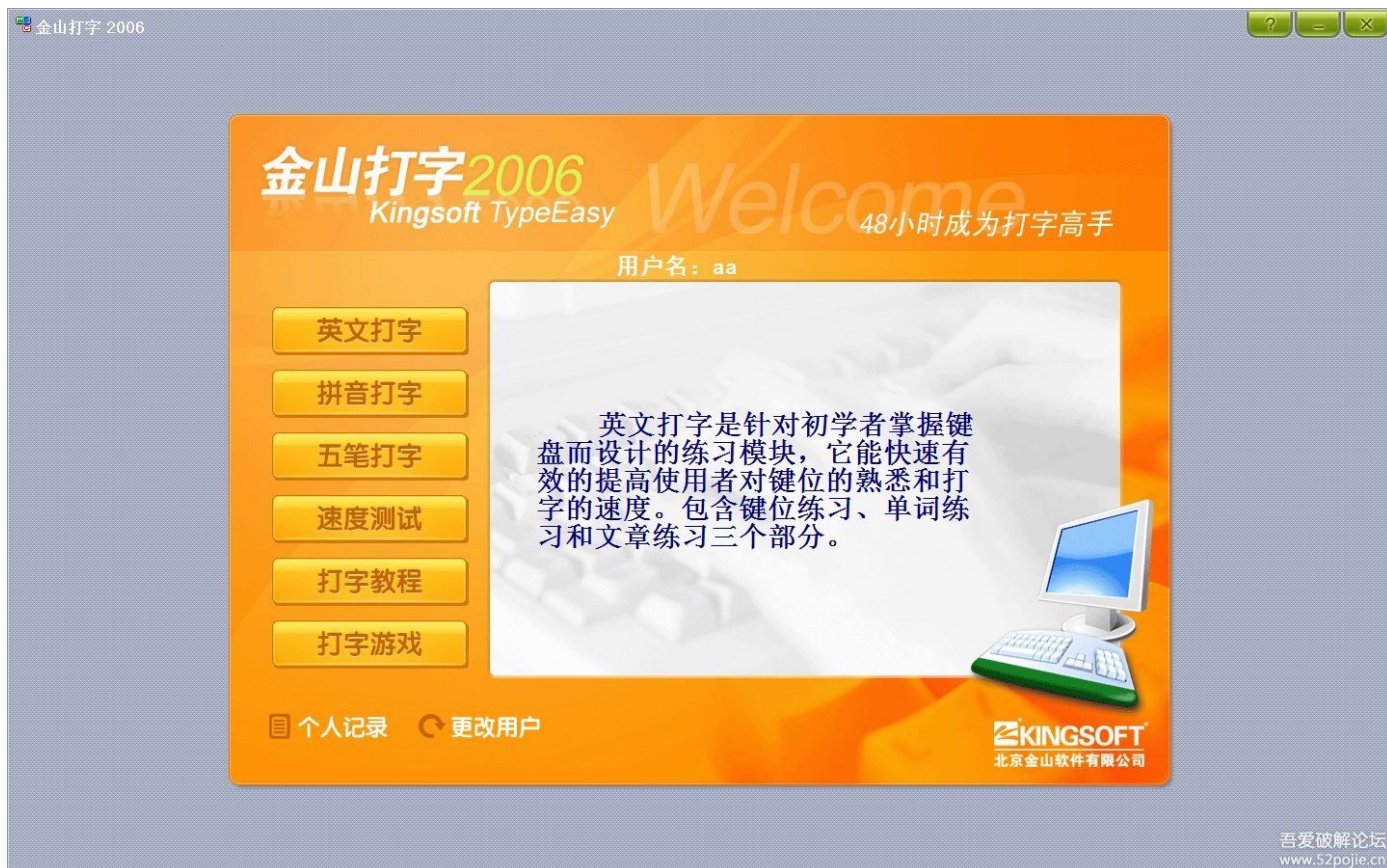 金山打字 2006
金山打字2006
Kingsoft TypeEasy
Welcome
48小时成为打字高手
用户名：aa
英文打字
拼音打字
五笔打字
速度测试
打字教程
打字游戏
英文打字是针对初学者掌握键
盘而设计的练习模块，它能快速有
效的提高使用者对键位的熟悉和打
字的速度。包含键位练习、单词练
习和文章练习三个部分。
个人记录
更改用户
KINGSOFT
北京金山软件有限公司
吾爱破解论坛
www.52pojie.cn